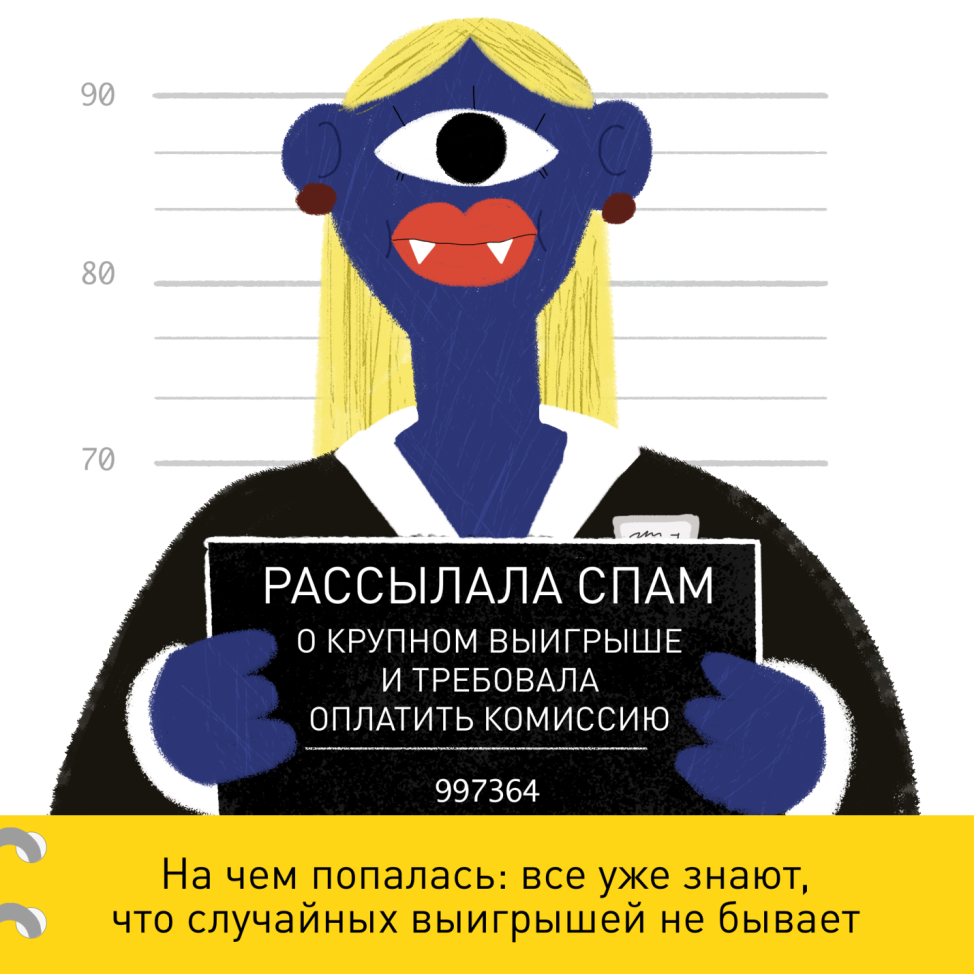 90
80
70
РАССЫЛАЛА СПАМ
О КРУПНОМ ВЫИГРЫШЕ
И ТРЕБОВАЛА
ОПЛАТИТЬ КОМИССИЮ
997364
На чем попалась: все уже знают,
что случайных выигрышей не бывает